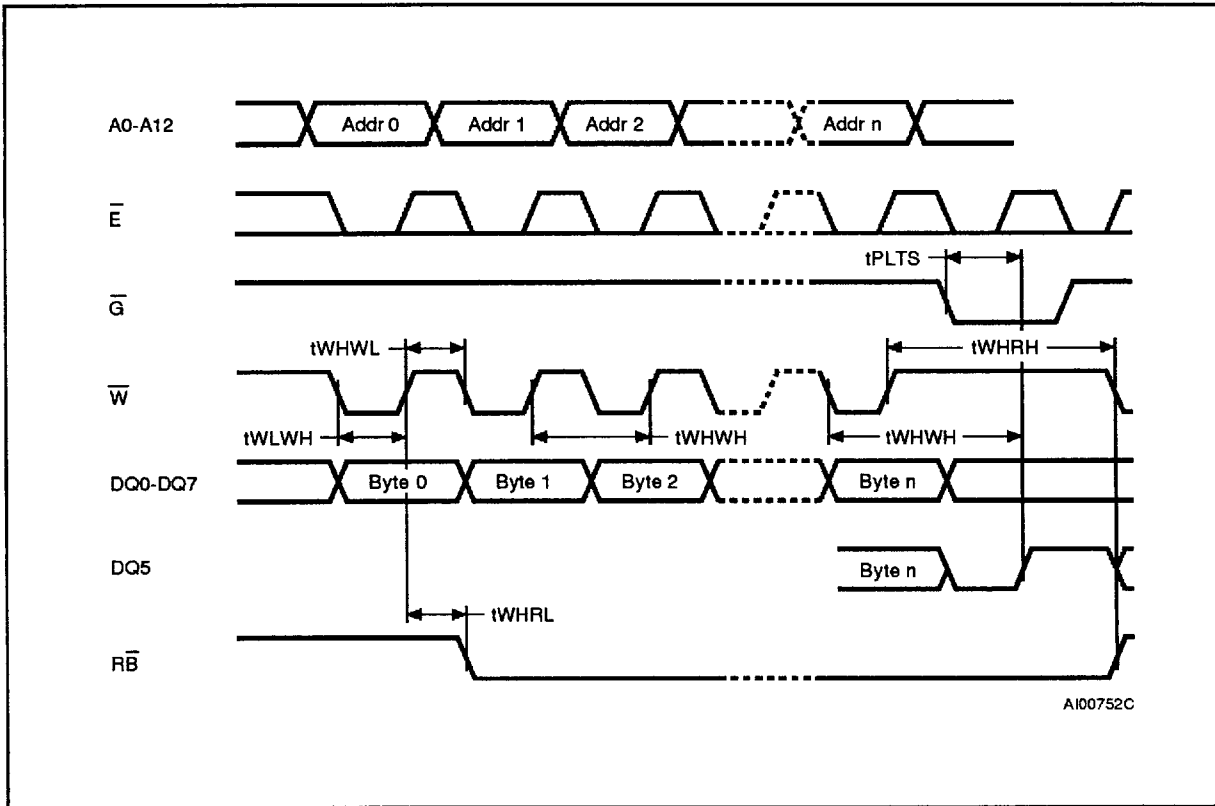 A0-A12 Addr 0 Addr 1 Addr 2 Addr n
E̅
tPLTS
G̅
tWHWL tWHRH
W̅
tWLWH tWHWH tWHWH
DQ0-DQ7 Byte 0 Byte 1 Byte 2 Byte n
DQ5 Byte n
tWHRL
RB̅
AI00752C